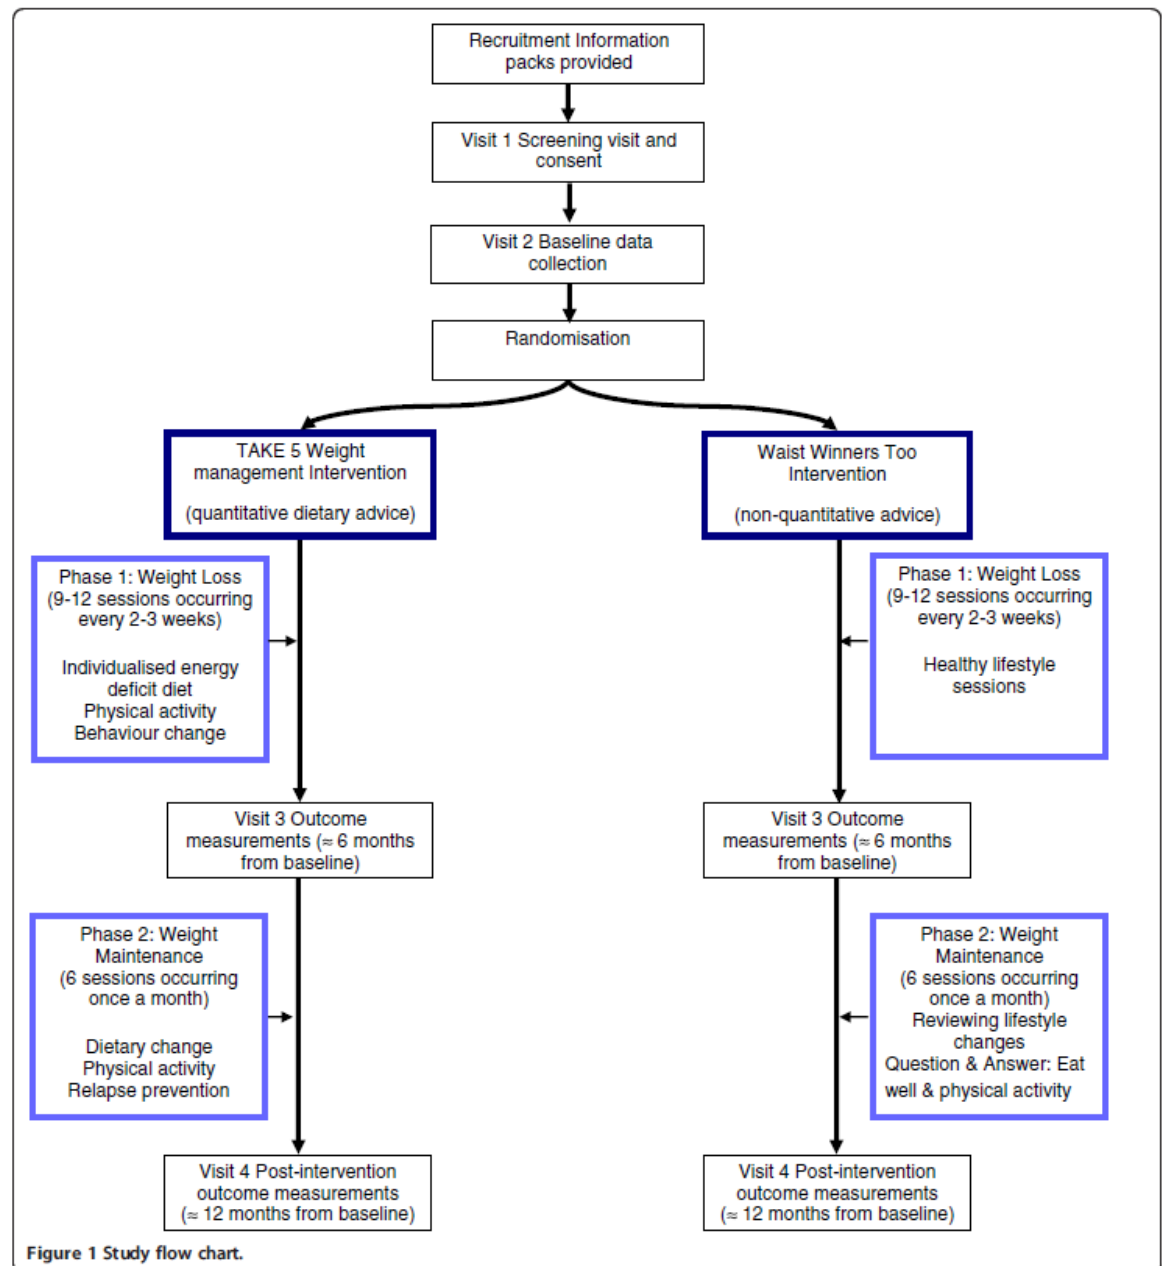 Recruitment Information
packs provided
Visit 1 Screening visit and
consent
Visit 2 Baseline data
collection
Randomisation
TAKE 5 Weight
management Intervention
(quantitative dietary advice)
Waist Winners Too
Intervention
(non-quantitative advice)
Phase 1: Weight Loss
(9-12 sessions occurring
every 2-3 weeks)
Individualised energy
deficit diet
Physical activity
Behaviour change
Phase 1: Weight Loss
(9-12 sessions occurring
every 2-3 weeks)
Healthy lifestyle
sessions
Visit 3 Outcome
measurements (≈ 6 months
from baseline)
Visit 3 Outcome
measurements (≈ 6 months
from baseline)
Phase 2: Weight
Maintenance
(6 sessions occurring
once a month)
Dietary change
Physical activity
Relapse prevention
Phase 2: Weight
Maintenance
(6 sessions occurring
once a month)
Reviewing lifestyle
changes
Question & Answer: Eat
well & physical activity
Visit 4 Post-intervention
outcome measurements
(≈ 12 months from baseline)
Visit 4 Post-intervention
outcome measurements
(≈ 12 months from baseline)
Figure 1 Study flow chart.